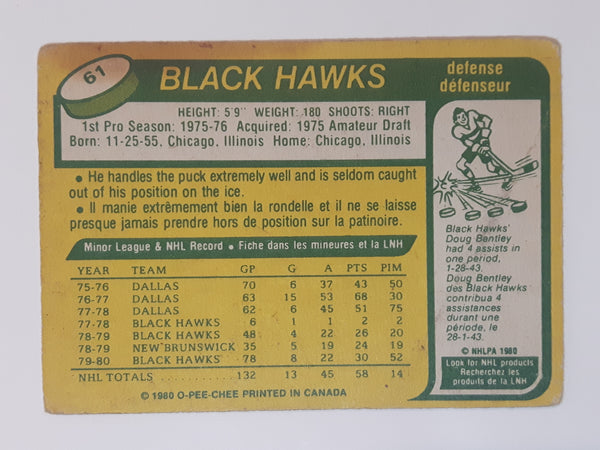 61
BLACK HAWKS
defense
défenseur
HEIGHT: 5'9" WEIGHT: 180 SHOOTS: RIGHT
1st Pro Season: 1975-76 Acquired: 1975 Amateur Draft
Born: 11-25-55, Chicago, Illinois Home: Chicago, Illinois
• He handles the puck extremely well and is seldom caught
out of his position on the ice.
• Il manie extrêmement bien la rondelle et il ne se laisse
presque jamais prendre hors de position sur la patinoire.
Minor League & NHL Record • Fiche dans les mineures et la LNH
YEAR TEAM GP G A PTS PIM
75-76 DALLAS 70 6 37 43 50
76-77 DALLAS 63 15 53 68 30
77-78 DALLAS 62 6 45 51 75
77-78 BLACK HAWKS 6 1 1 2 2
78-79 BLACK HAWKS 48 4 22 26 20
78-79 NEW BRUNSWICK 35 5 19 24 19
79-80 BLACK HAWKS 78 8 22 30 52
NHL TOTALS 132 13 45 58 14
© 1980 O-PEE-CHEE PRINTED IN CANADA
Black Hawks'
Doug Bentley
had 4 assists in
one period,
1-28-43.
Doug Bentley
des Black Hawks
contribua 4
assistances
durant une
période, le
28-1-43.
© NHLPA 1980
Look for NHL products
Recherchez les
produits de la LNH